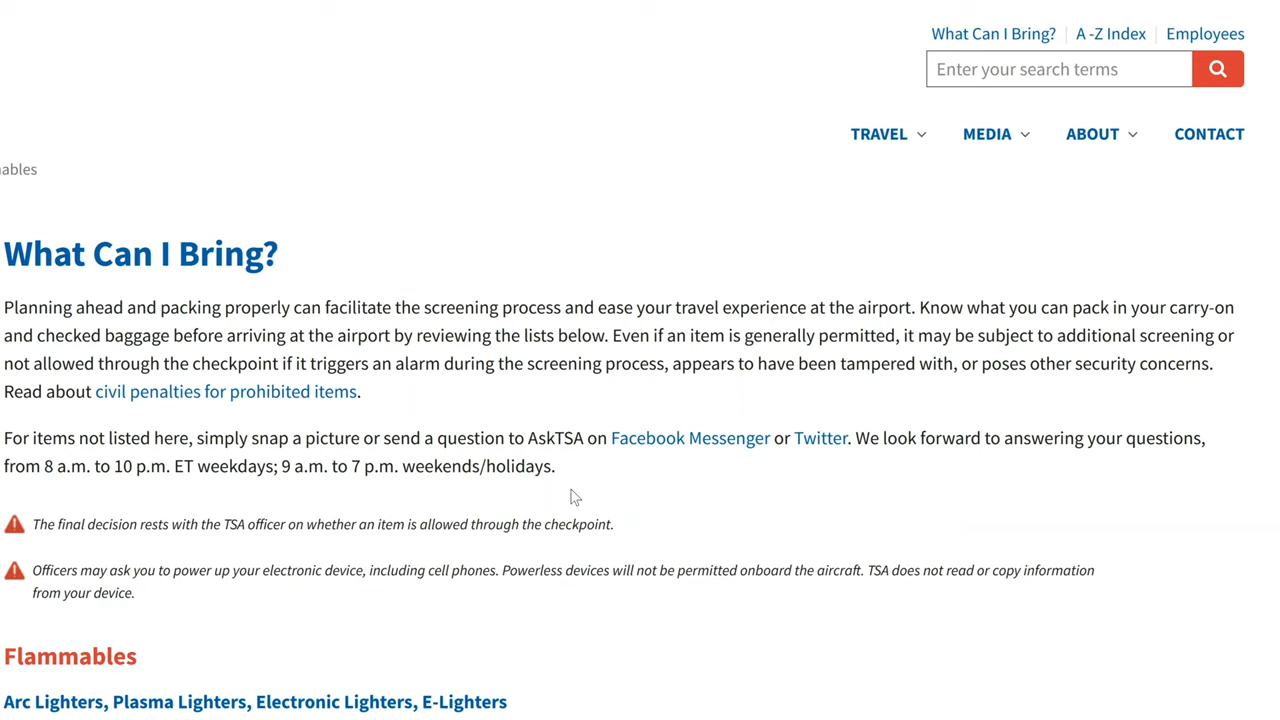 What Can I Bring? A -Z Index Employees
Enter your search terms
TRAVEL MEDIA ABOUT CONTACT
ables
What Can I Bring?
Planning ahead and packing properly can facilitate the screening process and ease your travel experience at the airport. Know what you can pack in your carry-on
and checked baggage before arriving at the airport by reviewing the lists below. Even if an item is generally permitted, it may be subject to additional screening or
not allowed through the checkpoint if it triggers an alarm during the screening process, appears to have been tampered with, or poses other security concerns.
Read about civil penalties for prohibited items.
For items not listed here, simply snap a picture or send a question to AskTSA on Facebook Messenger or Twitter. We look forward to answering your questions,
from 8 a.m. to 10 p.m. ET weekdays; 9 a.m. to 7 p.m. weekends/holidays.
The final decision rests with the TSA officer on whether an item is allowed through the checkpoint.
Officers may ask you to power up your electronic device, including cell phones. Powerless devices will not be permitted onboard the aircraft. TSA does not read or copy information
from your device.
Flammables
Arc Lighters, Plasma Lighters, Electronic Lighters, E-Lighters